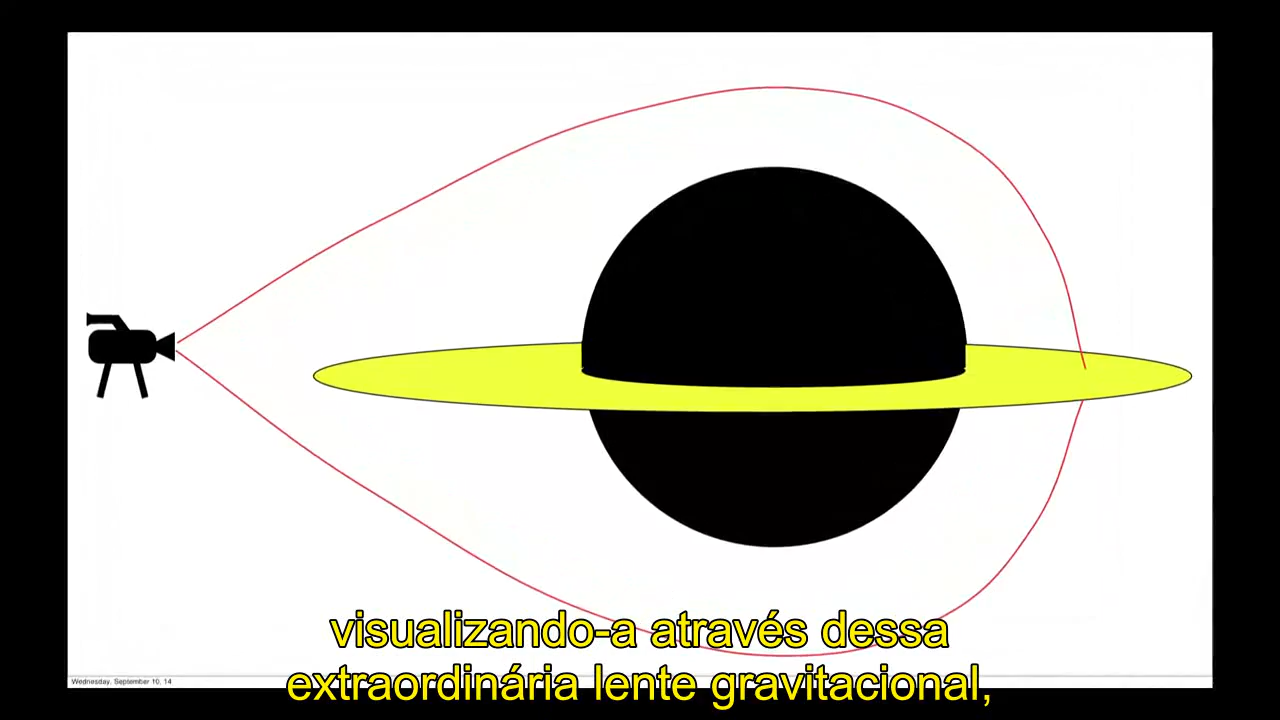 visualizando-a através dessa
extraordinária lente gravitacional,
Wednesday, September 10, 14